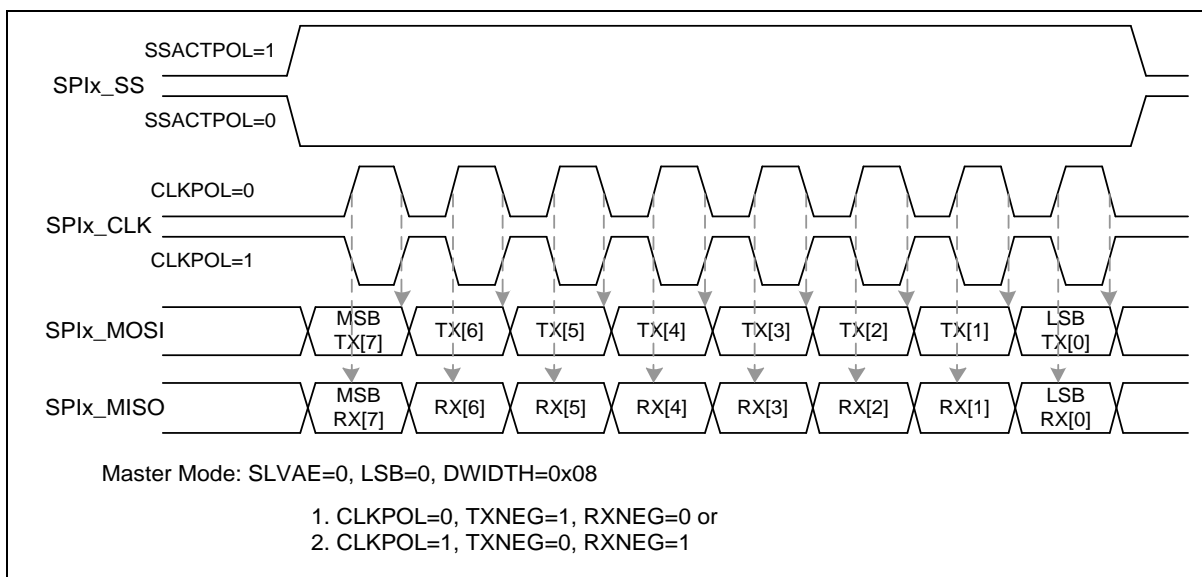 SSACTPOL=1
SPIx_SS
SSACTPOL=0
CLKPOL=0
SPIx_CLK
CLKPOL=1
SPIx_MOSI
MSB
TX[7]
TX[6]
TX[5]
TX[4]
TX[3]
TX[2]
TX[1]
LSB
TX[0]
SPIx_MISO
MSB
RX[7]
RX[6]
RX[5]
RX[4]
RX[3]
RX[2]
RX[1]
LSB
RX[0]
Master Mode: SLVAE=0, LSB=0, DWIDTH=0x08
1. CLKPOL=0, TXNEG=1, RXNEG=0 or
2. CLKPOL=1, TXNEG=0, RXNEG=1